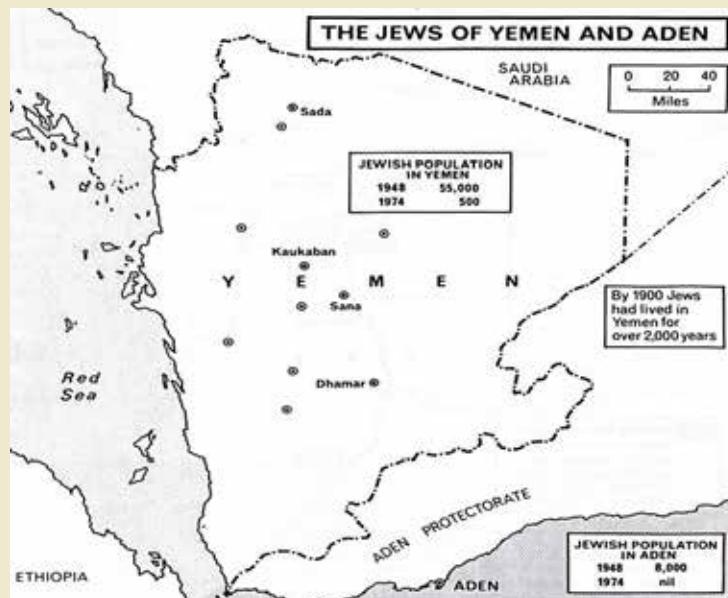 THE JEWS OF YEMEN AND ADEN
SAUDI
ARABIA
0 20 40
Miles
Sada
JEWISH POPULATION
IN YEMEN
1948 55,000
1974 500
Kaukaban
Y E M E N
Sana
By 1900 Jews
had lived in
Yemen for
over 2,000 years
Red
Sea
Dhamar
ADEN PROTECTORATE
ETHIOPIA
ADEN
JEWISH POPULATION
IN ADEN
1948 8,000
1974 nil